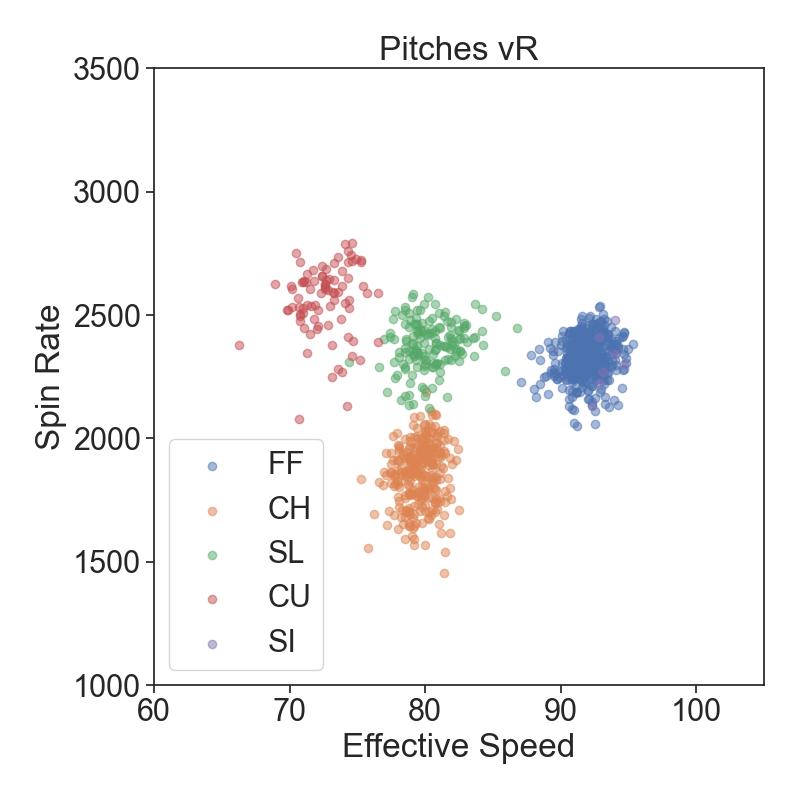 Pitches vR
3500
3000
2500
2000
1500
1000
Spin Rate
FF
CH
SL
CU
SI
60 70 80 90 100
Effective Speed